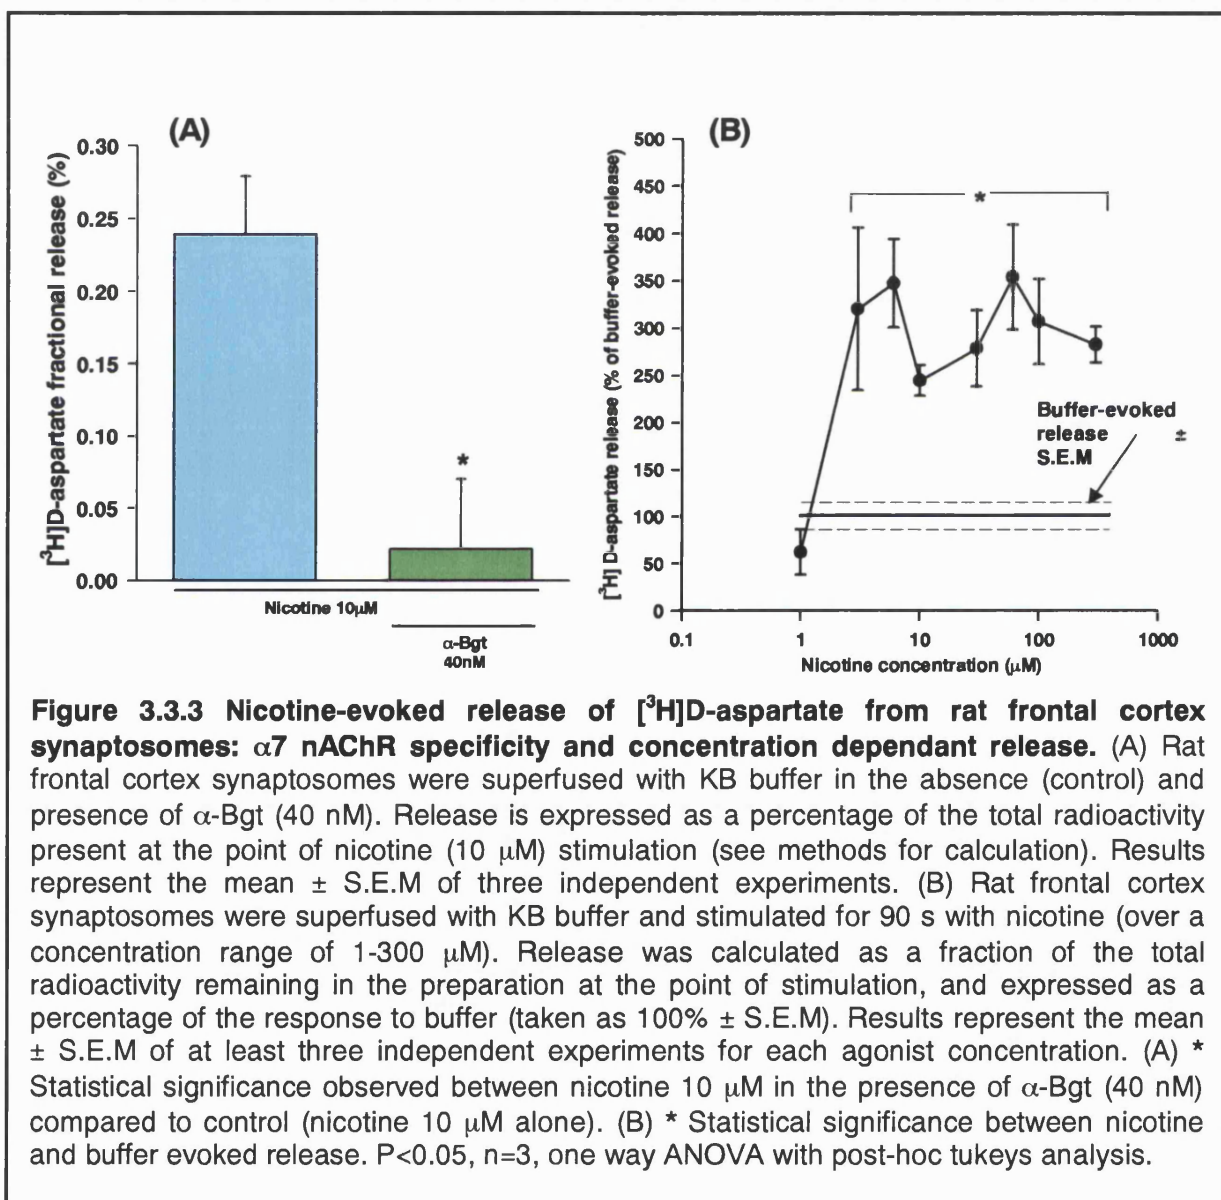 (A)
[³H]D-aspartate fractional release (%)
0.30
0.25
0.20
0.15
0.10
0.05
0.00
*
Nicotine 10µM
α-Bgt
40nM
(B)
[³H] D-aspartate release (% of buffer-evoked release)
500
450
400
350
300
250
200
150
100
50
0
*
Buffer-evoked
release ±
S.E.M
0.1 1 10 100 1000
Nicotine concentration (µM)
Figure 3.3.3 Nicotine-evoked release of [³H]D-aspartate from rat frontal cortex
synaptosomes: α7 nAChR specificity and concentration dependant release. (A) Rat
frontal cortex synaptosomes were superfused with KB buffer in the absence (control) and
presence of α-Bgt (40 nM). Release is expressed as a percentage of the total radioactivity
present at the point of nicotine (10 µM) stimulation (see methods for calculation). Results
represent the mean ± S.E.M of three independent experiments. (B) Rat frontal cortex
synaptosomes were superfused with KB buffer and stimulated for 90 s with nicotine (over a
concentration range of 1-300 µM). Release was calculated as a fraction of the total
radioactivity remaining in the preparation at the point of stimulation, and expressed as a
percentage of the response to buffer (taken as 100% ± S.E.M). Results represent the mean
± S.E.M of at least three independent experiments for each agonist concentration. (A) *
Statistical significance observed between nicotine 10 µM in the presence of α-Bgt (40 nM)
compared to control (nicotine 10 µM alone). (B) * Statistical significance between nicotine
and buffer evoked release. P<0.05, n=3, one way ANOVA with post-hoc tukeys analysis.